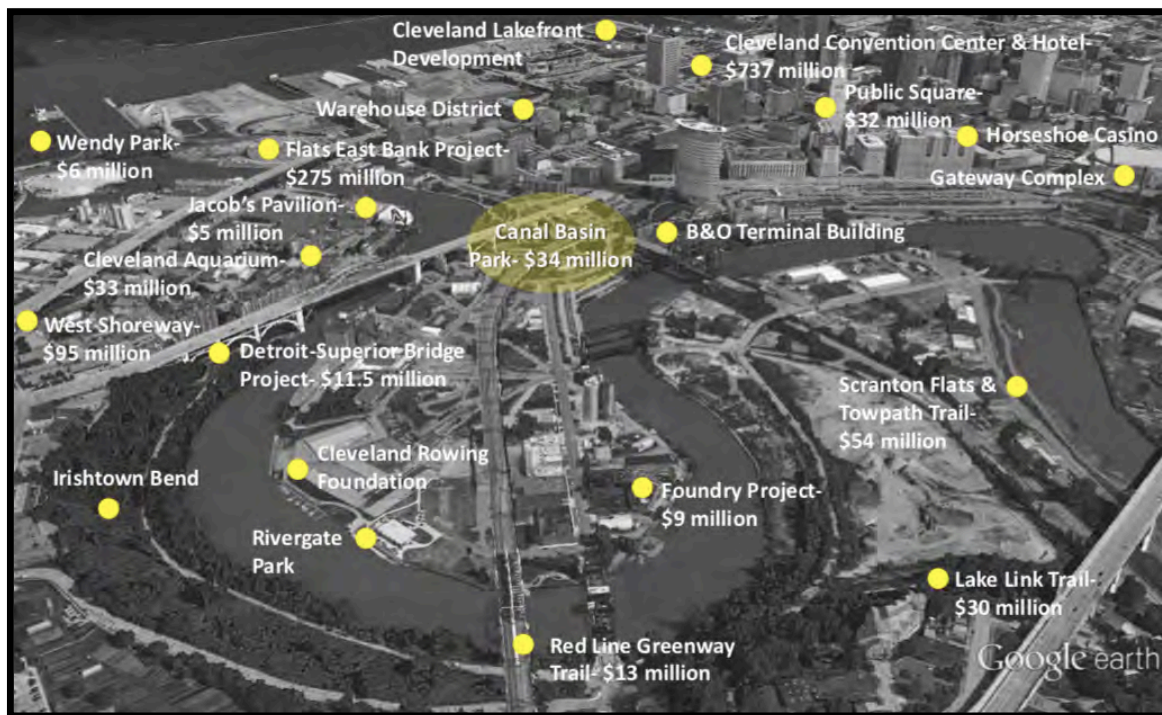 Cleveland Lakefront
Development
Cleveland Convention Center & Hotel-
$737 million
Warehouse District
Public Square-
$32 million
Wendy Park-
$6 million
Flats East Bank Project-
$275 million
Horseshoe Casino
Gateway Complex
Jacob's Pavilion-
$5 million
Canal Basin
Park- $34 million
B&O Terminal Building
Cleveland Aquarium-
$33 million
West Shoreway-
$95 million
Detroit-Superior Bridge
Project- $11.5 million
Scranton Flats &
Towpath Trail-
$54 million
Cleveland Rowing
Foundation
Irishtown Bend
Foundry Project-
$9 million
Rivergate
Park
Lake Link Trail-
$30 million
Red Line Greenway
Trail- $13 million
Google earth